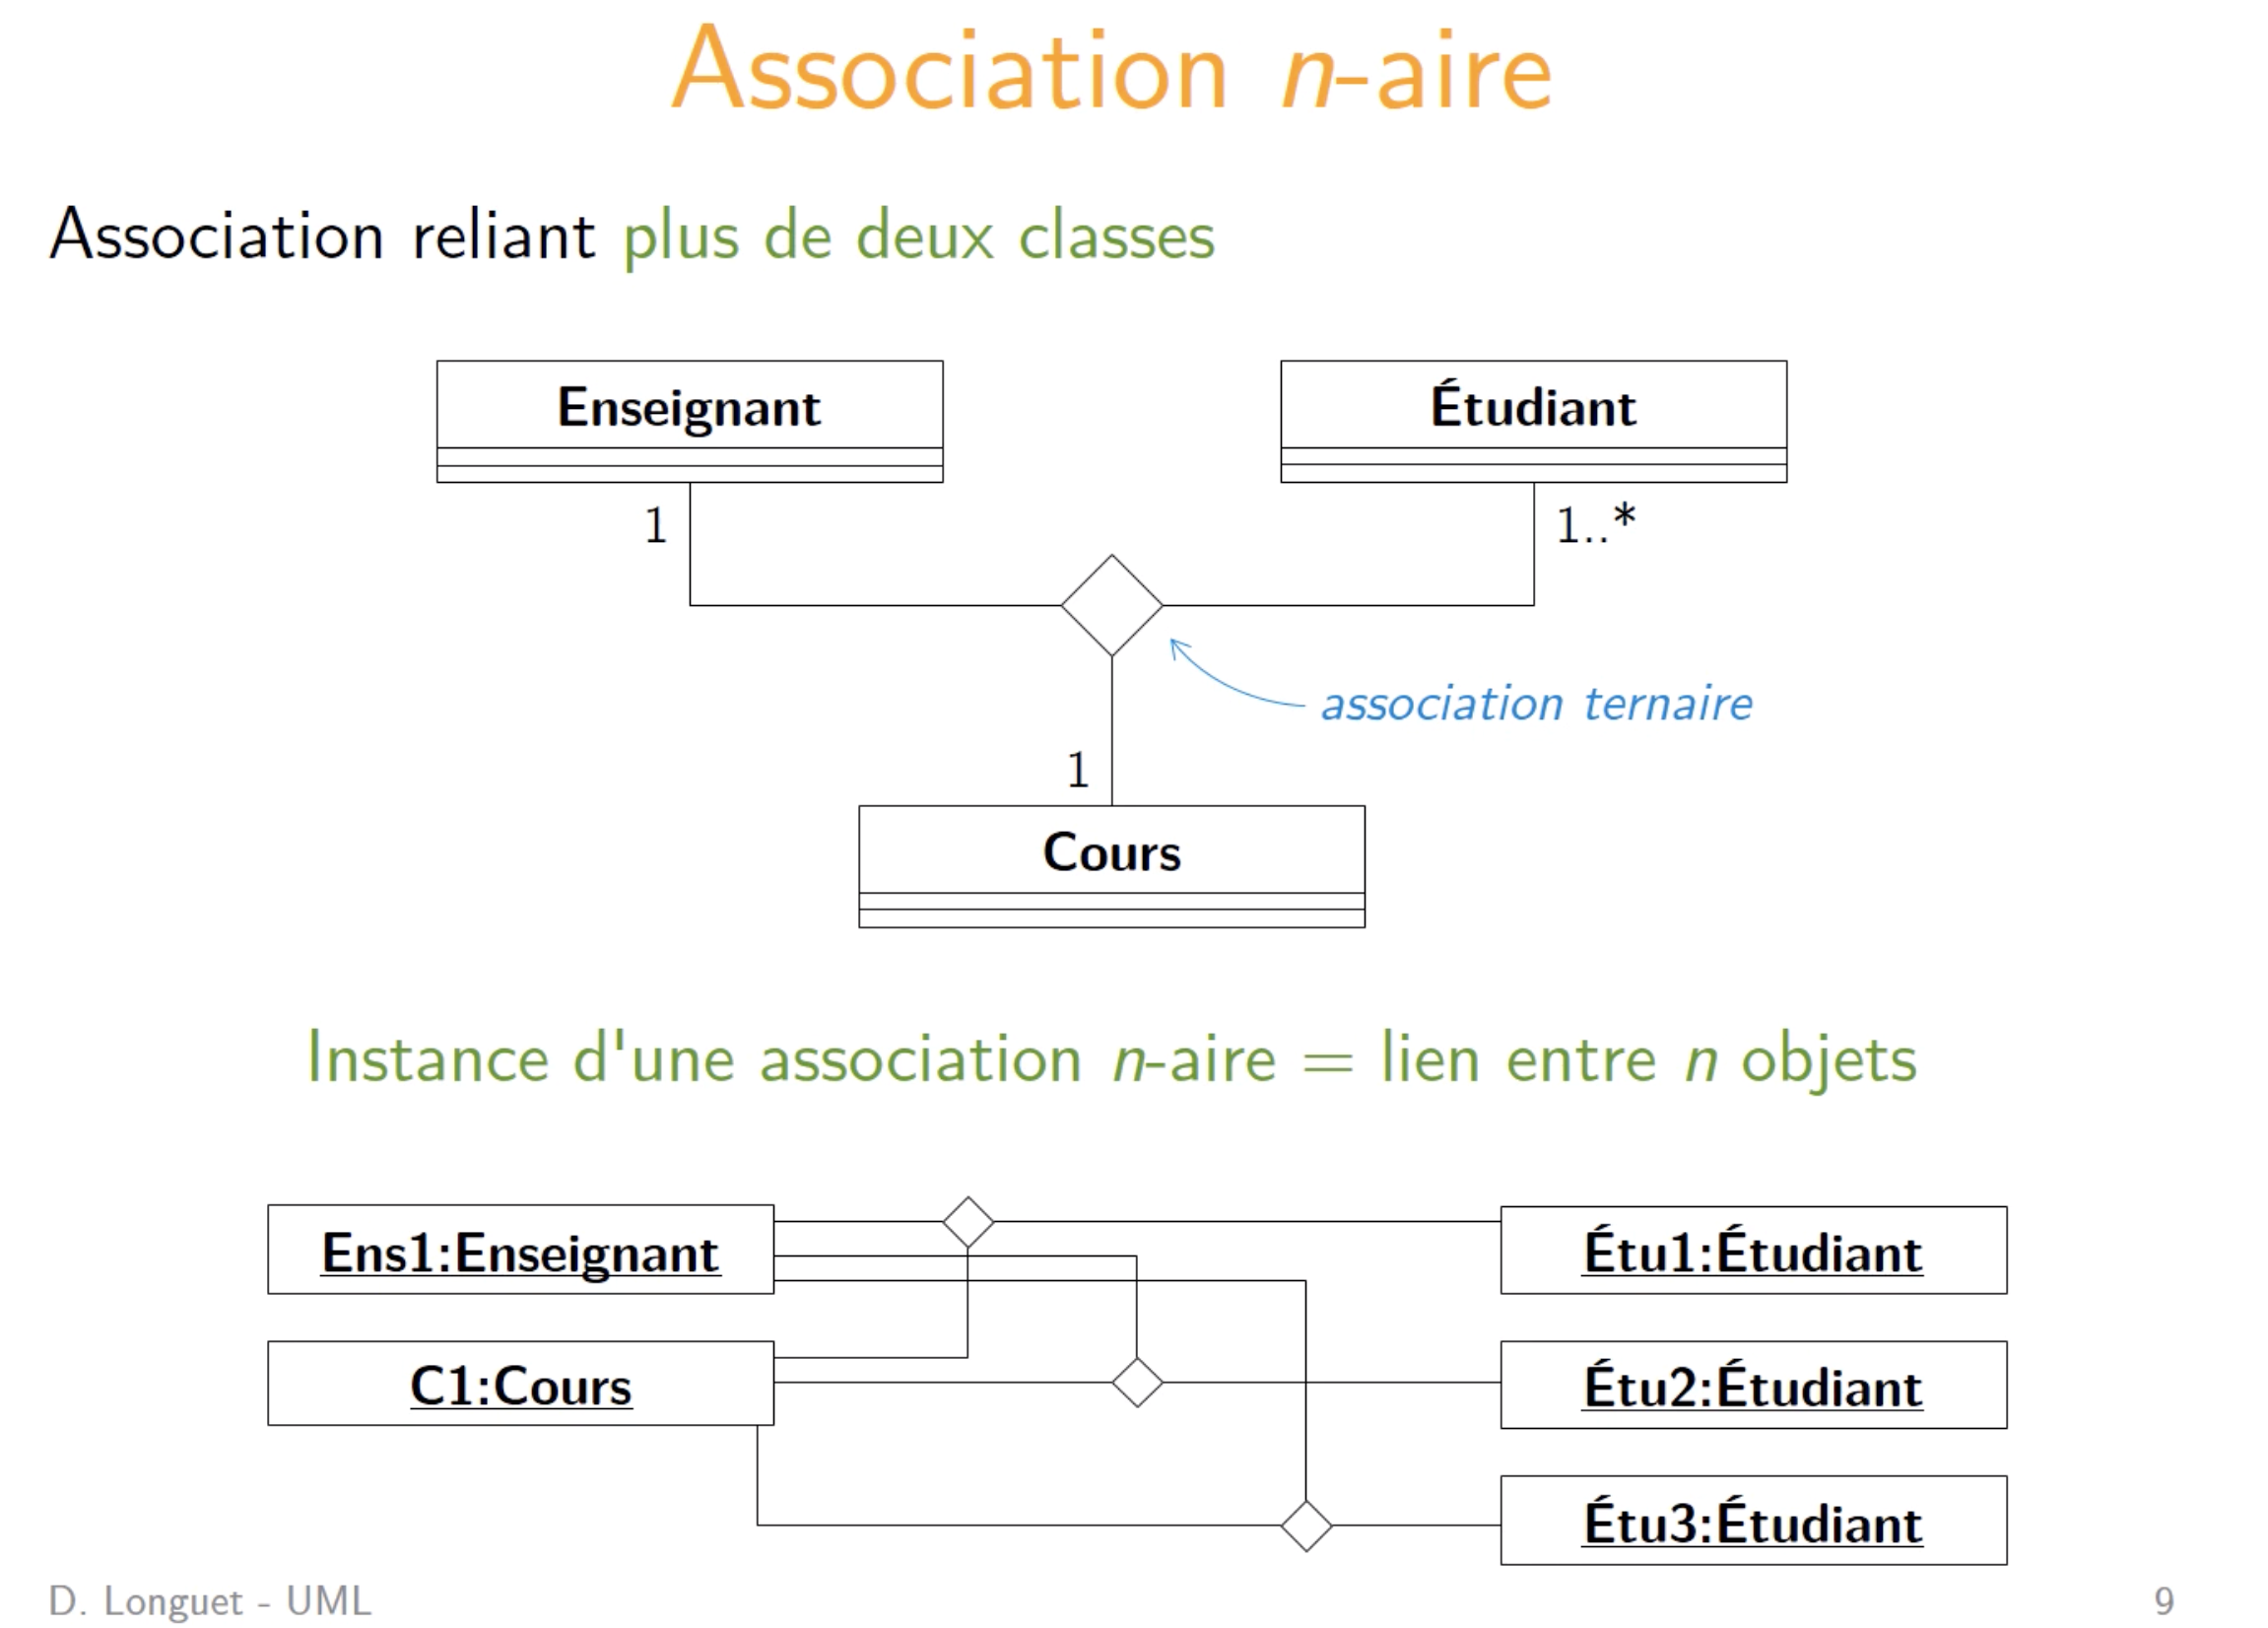 Association n-aire
Association reliant plus de deux classes
Enseignant
Étudiant
1
1..*
association ternaire
1
Cours
Instance d'une association n-aire = lien entre n objets
Ens1:Enseignant
Étu1:Étudiant
C1:Cours
Étu2:Étudiant
Étu3:Étudiant
D. Longuet - UML
9